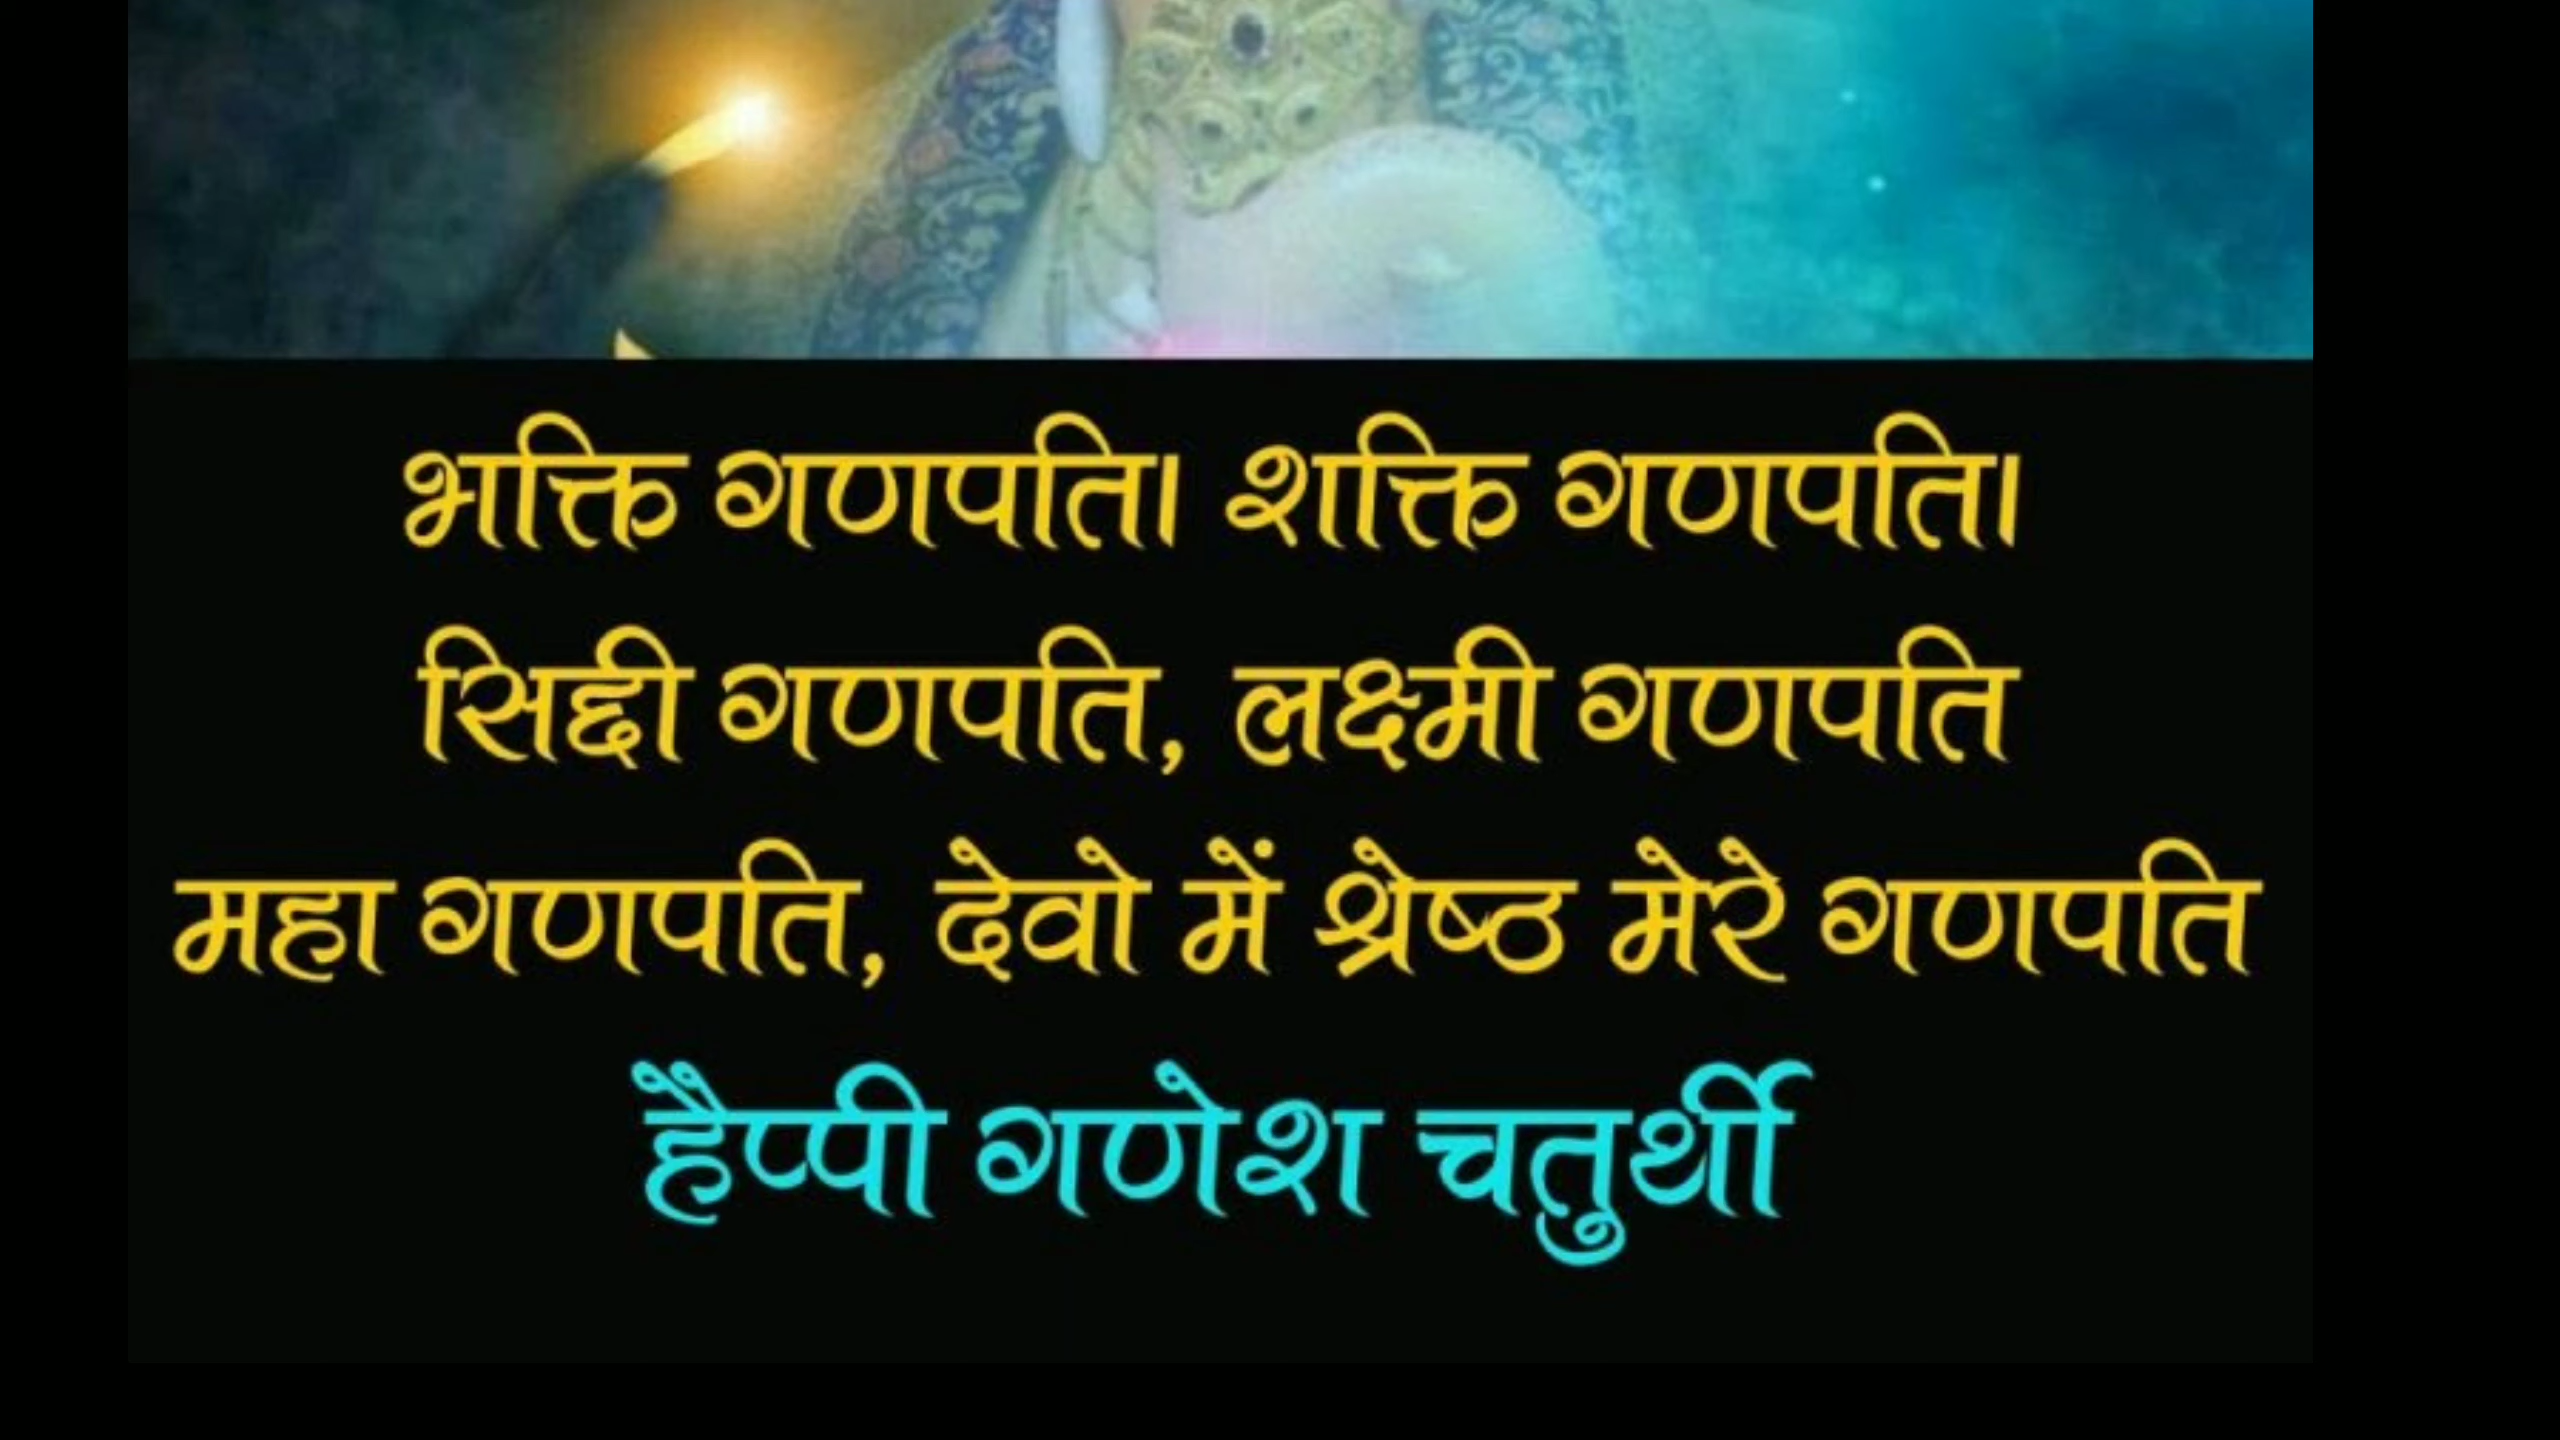 भक्ति गणपति। शक्ति गणपति।
सिद्दी गणपति, लक्ष्मी गणपति
महा गणपति, देवो में श्रेष्ठ मेरे गणपति
हैप्पी गणेश चतुर्थी